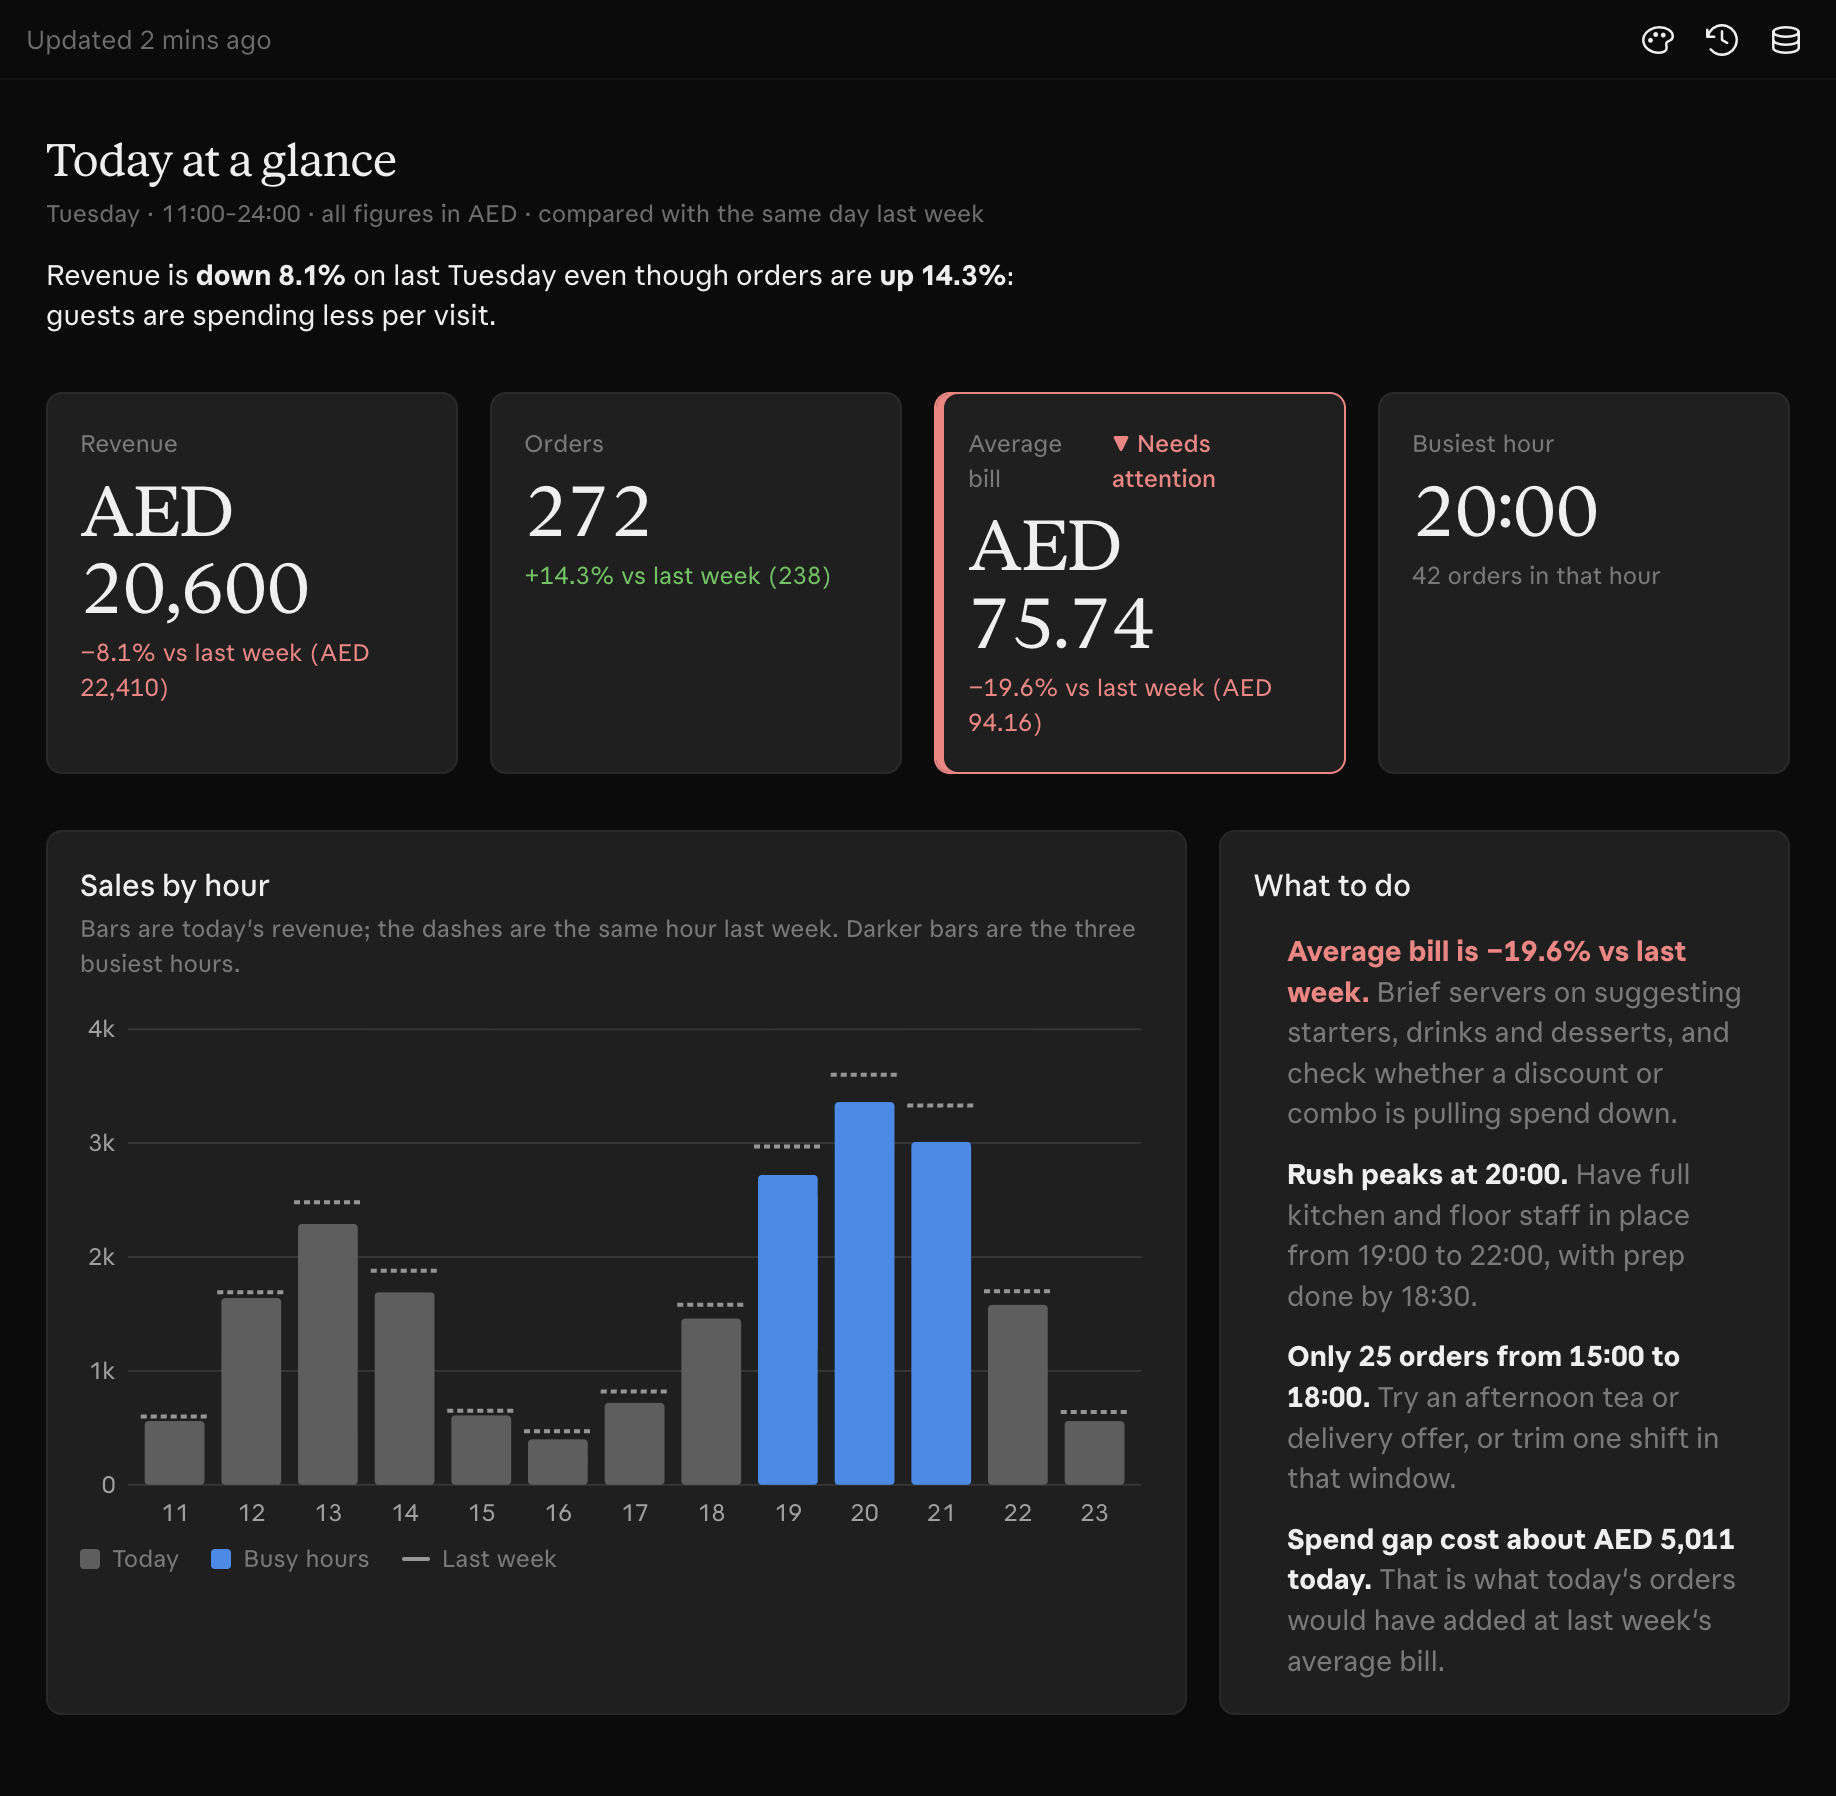 Updated 2 mins ago
Today at a glance
Tuesday · 11:00–24:00 · all figures in AED · compared with the same day last week
Revenue is down 8.1% on last Tuesday even though orders are up 14.3%:
guests are spending less per visit.
Revenue
AED
20,600
−8.1% vs last week (AED
22,410)
Orders
272
+14.3% vs last week (238)
Average
bill
▼ Needs
attention
AED
75.74
−19.6% vs last week (AED
94.16)
Busiest hour
20:00
42 orders in that hour
Sales by hour
Bars are today's revenue; the dashes are the same hour last week. Darker bars are the three
busiest hours.
4k
3k
2k
1k
0
11 12 13 14 15 16 17 18 19 20 21 22 23
Today Busy hours Last week
What to do
Average bill is −19.6% vs last
week. Brief servers on suggesting
starters, drinks and desserts, and
check whether a discount or
combo is pulling spend down.
Rush peaks at 20:00. Have full
kitchen and floor staff in place
from 19:00 to 22:00, with prep
done by 18:30.
Only 25 orders from 15:00 to
18:00. Try an afternoon tea or
delivery offer, or trim one shift in
that window.
Spend gap cost about AED 5,011
today. That is what today's orders
would have added at last week's
average bill.